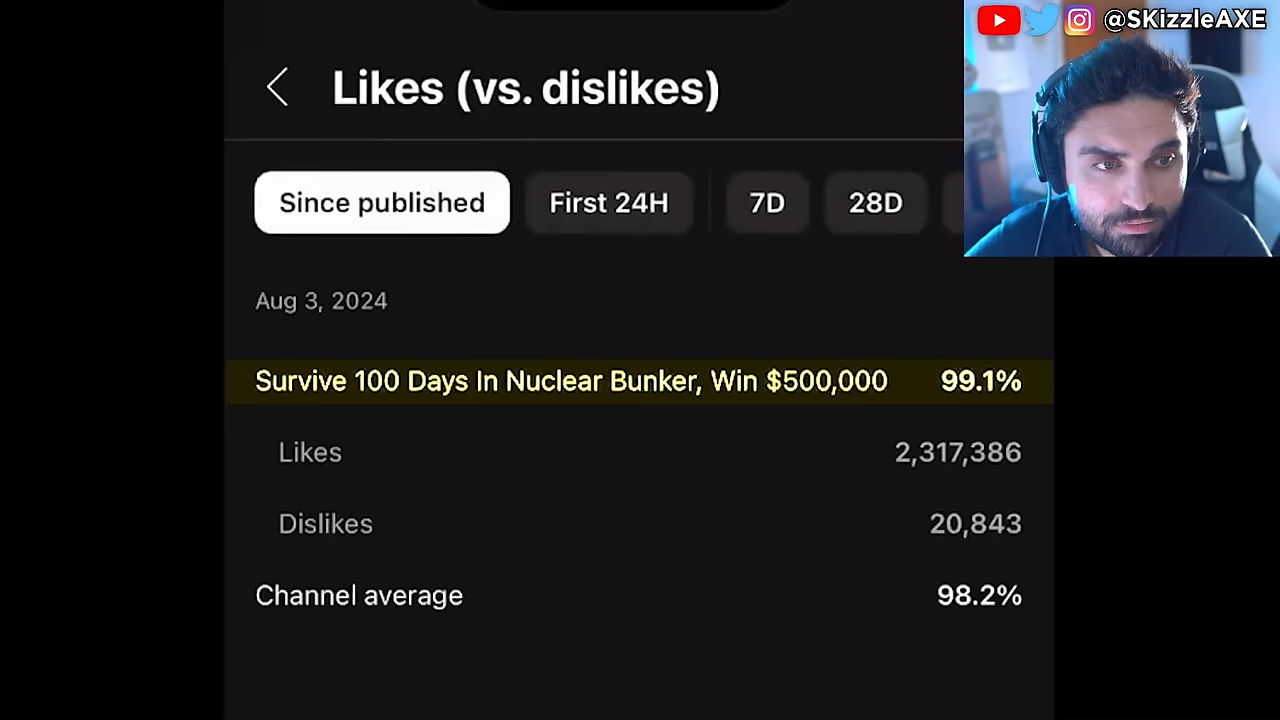 @SKizzleAXE
Likes (vs. dislikes)
Since published First 24H 7D 28D
Aug 3, 2024
Survive 100 Days In Nuclear Bunker, Win $500,000 99.1%
Likes 2,317,386
Dislikes 20,843
Channel average 98.2%